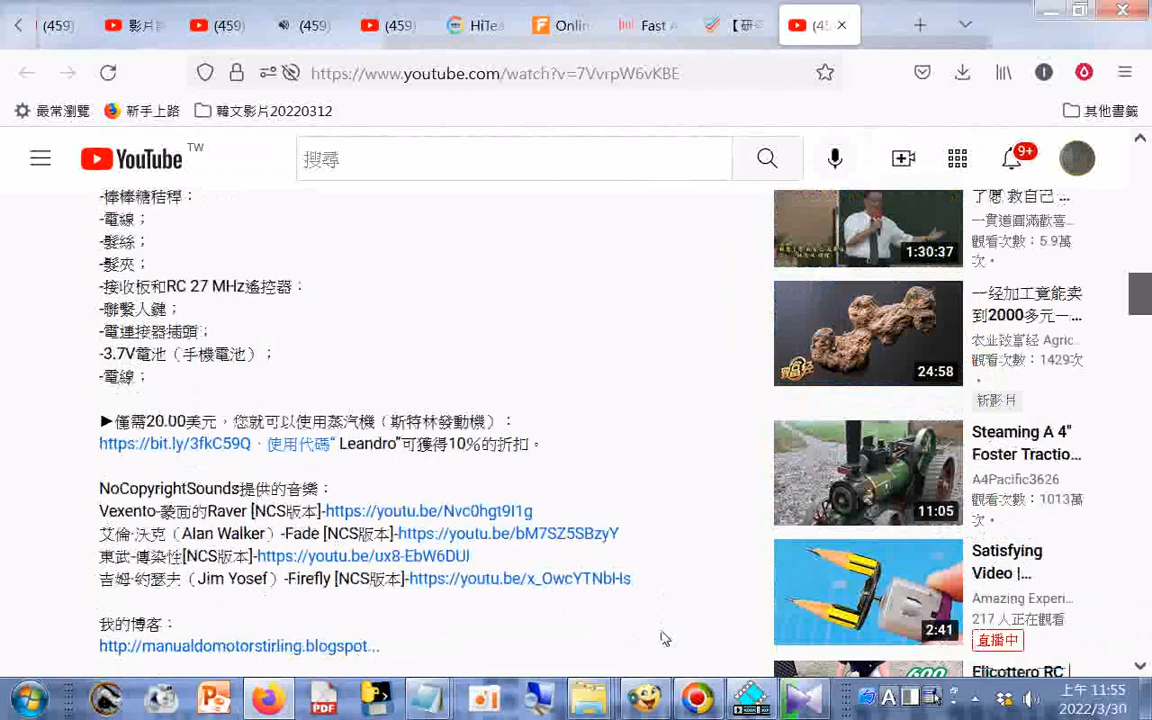 (459)
影片
(459)
(459)
(459)
HiTe
Onlin
Fast A
【研
(45
https://www.youtube.com/watch?v=7VvrpW6vKBE
最常瀏覽
新手上路
韓文影片20220312
其他書籤
YouTube TW
搜尋
9+
-棒棒糖秸稈：
-電線；
-髮絲；
-髮夾；
-接收板和RC 27 MHz遙控器：
-聯繫人鍵；
-電連接器插頭；
-3.7V電池（手機電池）；
-電線；
►僅需20.00美元，您就可以使用蒸汽機（斯特林發動機）：
https://bit.ly/3fkC59Q、使用代碼“ Leandro”可獲得10％的折扣。
NoCopyrightSounds提供的音樂：
Vexento-蒙面的Raver [NCS版本]-https://youtu.be/Nvc0hgt9I1g
艾倫·沃克（Alan Walker）-Fade [NCS版本]-https://youtu.be/bM7SZ5SBzyY
東武-傳染性[NCS版本]-https://youtu.be/ux8-EbW6DUI
吉姆·約瑟夫（Jim Yosef）-Firefly [NCS版本]-https://youtu.be/x_OwcYTNbHs
我的博客：
http://manualdomotorstirling.blogspot...
了愿 救自己 ...
一貫道圓滿歡喜...
觀看次數：5.9萬
次・
1:30:37
一经加工竟能卖
到2000多元一...
农业致富经 Agric...
觀看次數：1429次
・
新影片
致富经
24:58
Steaming A 4"
Foster Tractio...
A4Pacific3626
觀看次數：1013萬
次・
11:05
Satisfying
Video |...
Amazing Experi...
217 人正在觀看
直播中
2:41
Elicottero RC |
PDF
A
上午 11:55
2022/3/30